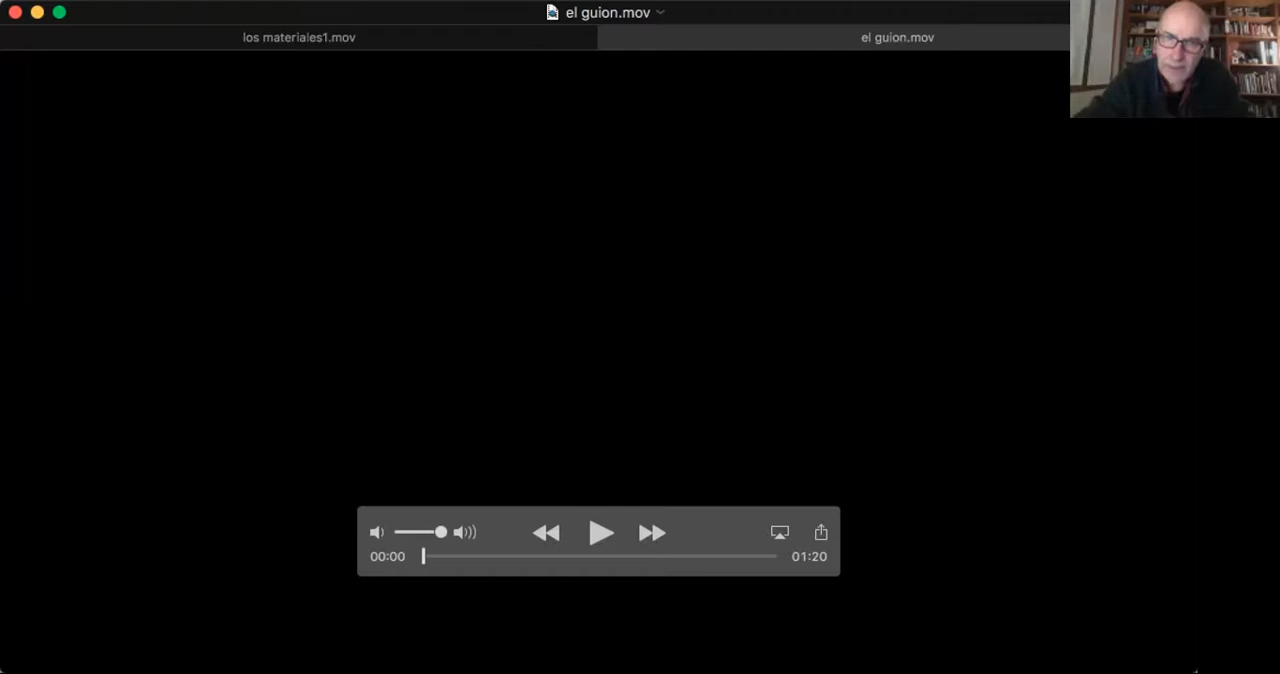 el guion.mov
los materiales1.mov
el guion.mov
00:00
01:20